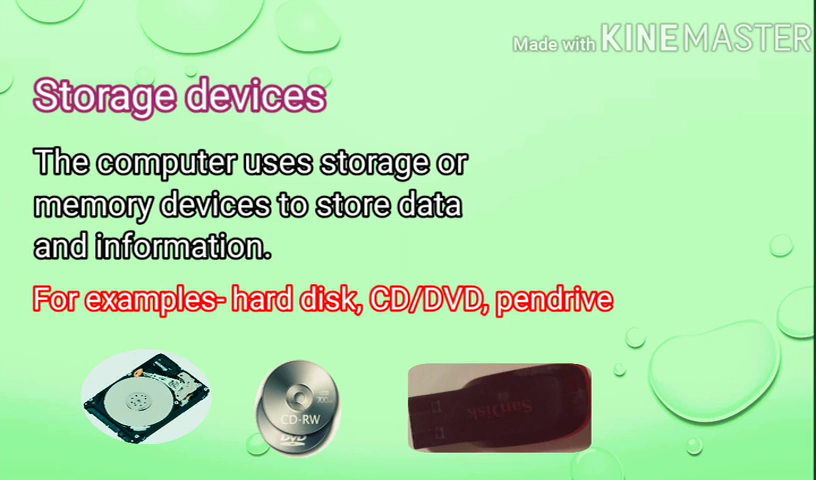 Made with KINEMASTER
Storage devices
The computer uses storage or
memory devices to store data
and information.
For examples- hard disk, CD/DVD, pendrive
CD-RW
DVD
SanDisk